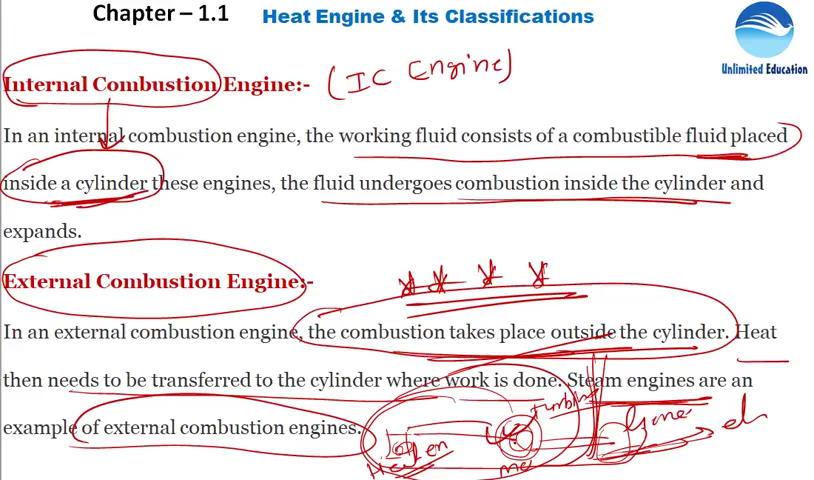 Chapter – 1.1
Heat Engine & Its Classifications
Unlimited Education
Internal Combustion Engine:- (IC Engine)
In an internal combustion engine, the working fluid consists of a combustible fluid placed
inside a cylinder these engines, the fluid undergoes combustion inside the cylinder and
expands.
External Combustion Engine:-
In an external combustion engine, the combustion takes place outside the cylinder. Heat
then needs to be transferred to the cylinder where work is done. Steam engines are an
example of external combustion engines.